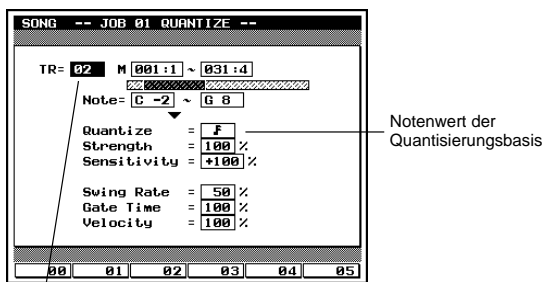 SONG -- JOB 01 QUANTIZE --
TR= 02 M 001:1 ~ 031:4
Note= C -2 ~ G 8
Quantize = 
Strength = 100 %
Sensitivity = +100 %
Swing Rate = 50 %
Gate Time = 100 %
Velocity = 100 %
00 01 02 03 04 05
Notenwert der
Quantisierungsbasis